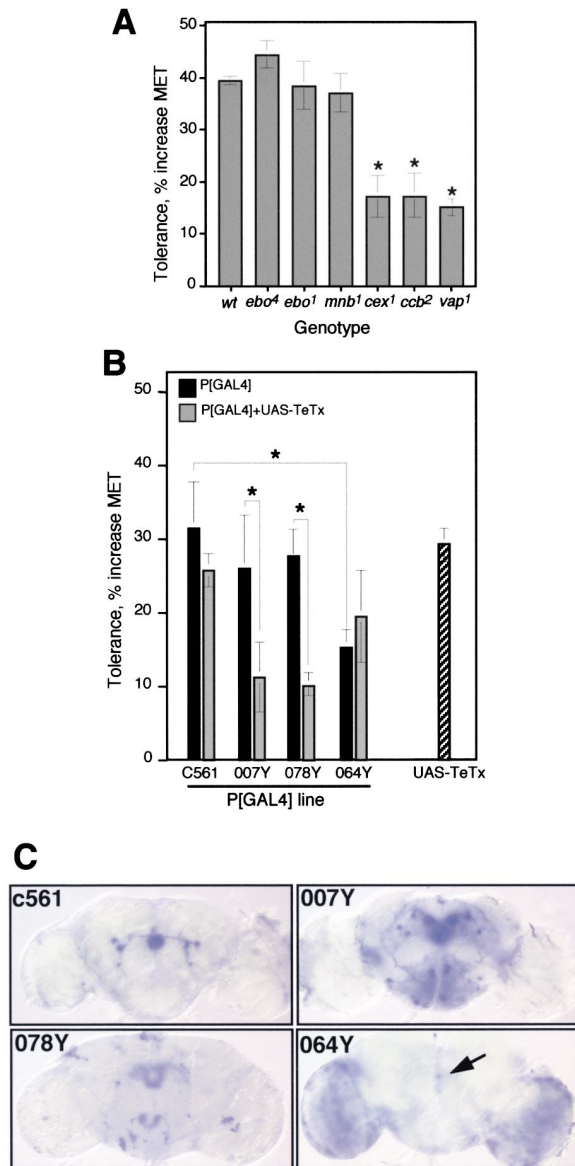 A
Tolerance, % increase MET
50
40
30
20
10
0
* * *
wt ebo4 ebo1 mnb1 cex1 ccb2 vap1
Genotype
B
Tolerance, % increase MET
50
40
30
20
10
0
P[GAL4]
P[GAL4]+UAS-TeTx
*
* *
C561 007Y 078Y 064Y UAS-TeTx
P[GAL4] line
C
c561 007Y
078Y 064Y